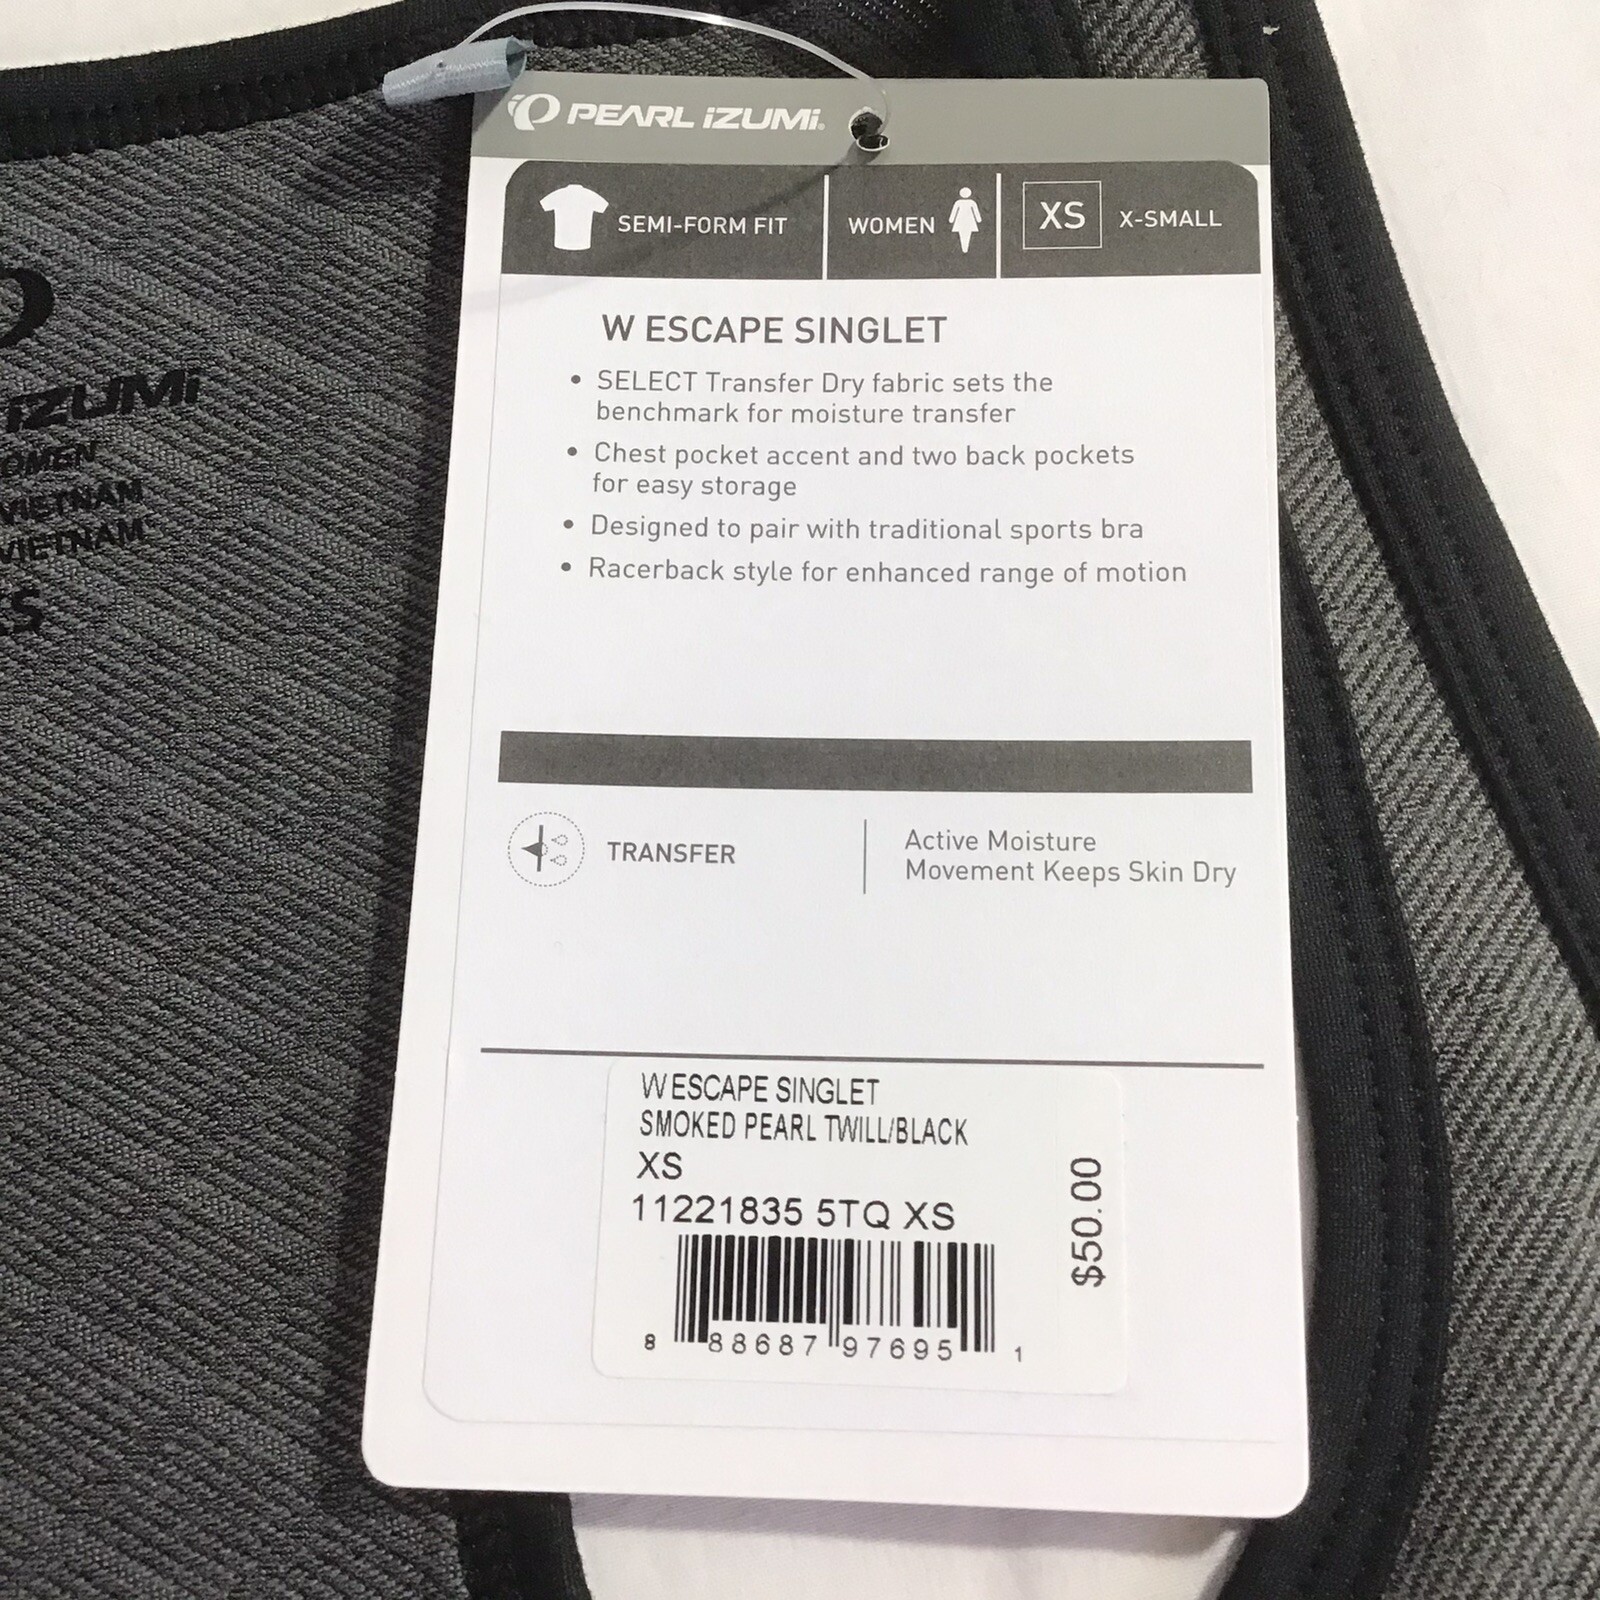 PEARL iZUMi®
SEMI-FORM FIT
WOMEN
XS
X-SMALL
W ESCAPE SINGLET
• SELECT Transfer Dry fabric sets the
benchmark for moisture transfer
• Chest pocket accent and two back pockets
for easy storage
• Designed to pair with traditional sports bra
• Racerback style for enhanced range of motion
TRANSFER
Active Moisture
Movement Keeps Skin Dry
W ESCAPE SINGLET
SMOKED PEARL TWILL/BLACK
XS
11221835 5TQ XS
$50.00
8 88687 97695 1
iZUMi
VIETNAM
VIETNAM